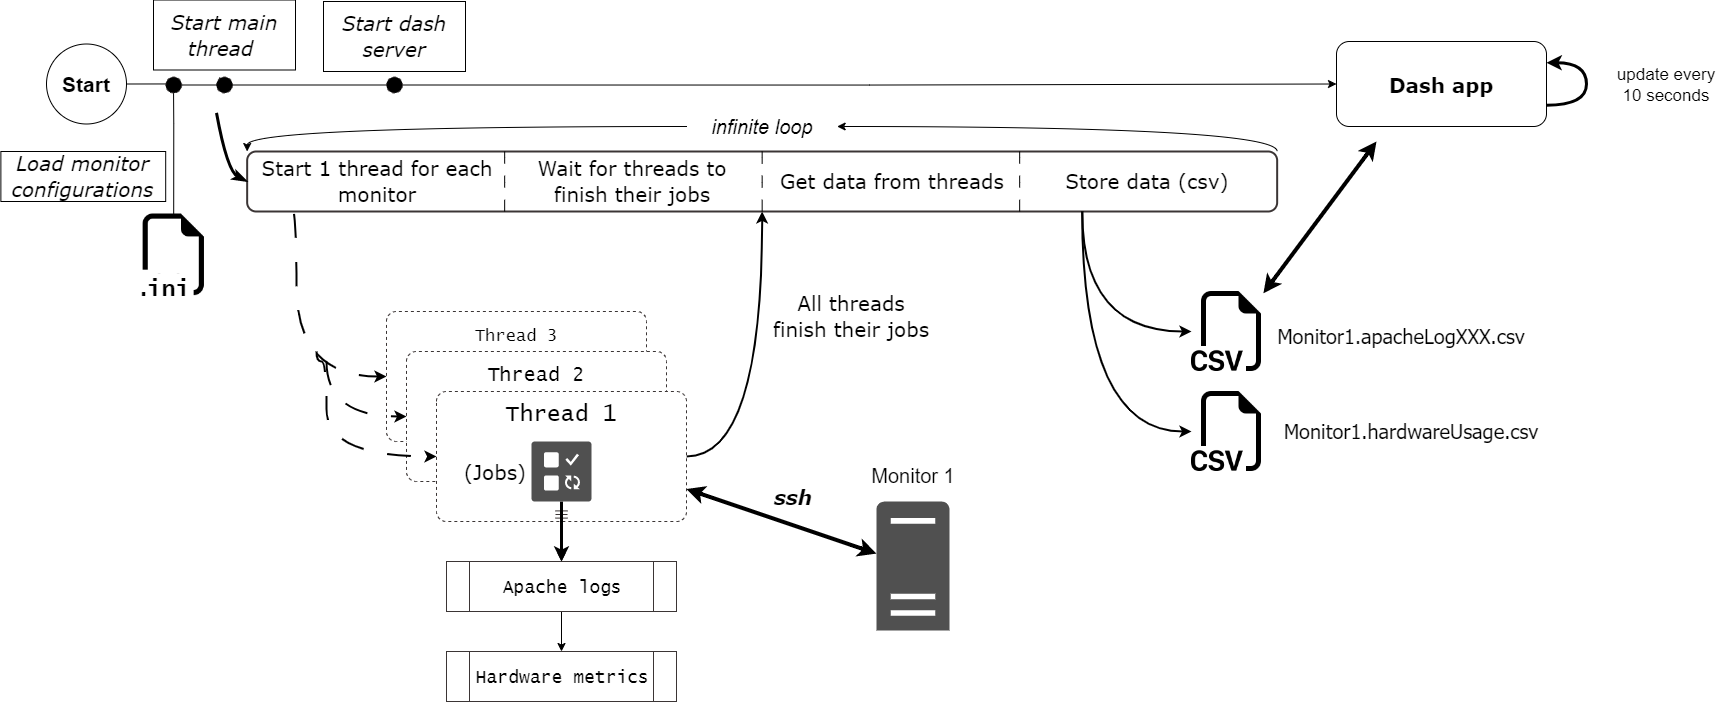 Start main
thread
Start dash
server
Start
Dash app
update every
10 seconds
infinite loop
Load monitor
configurations
Start 1 thread for each
monitor
Wait for threads to
finish their jobs
Get data from threads
Store data (csv)
.ini
All threads
finish their jobs
Thread 3
Thread 2
Thread 1
(Jobs)
CSV
Monitor1.apacheLogXXX.csv
CSV
Monitor1.hardwareUsage.csv
ssh
Monitor 1
Apache logs
Hardware metrics